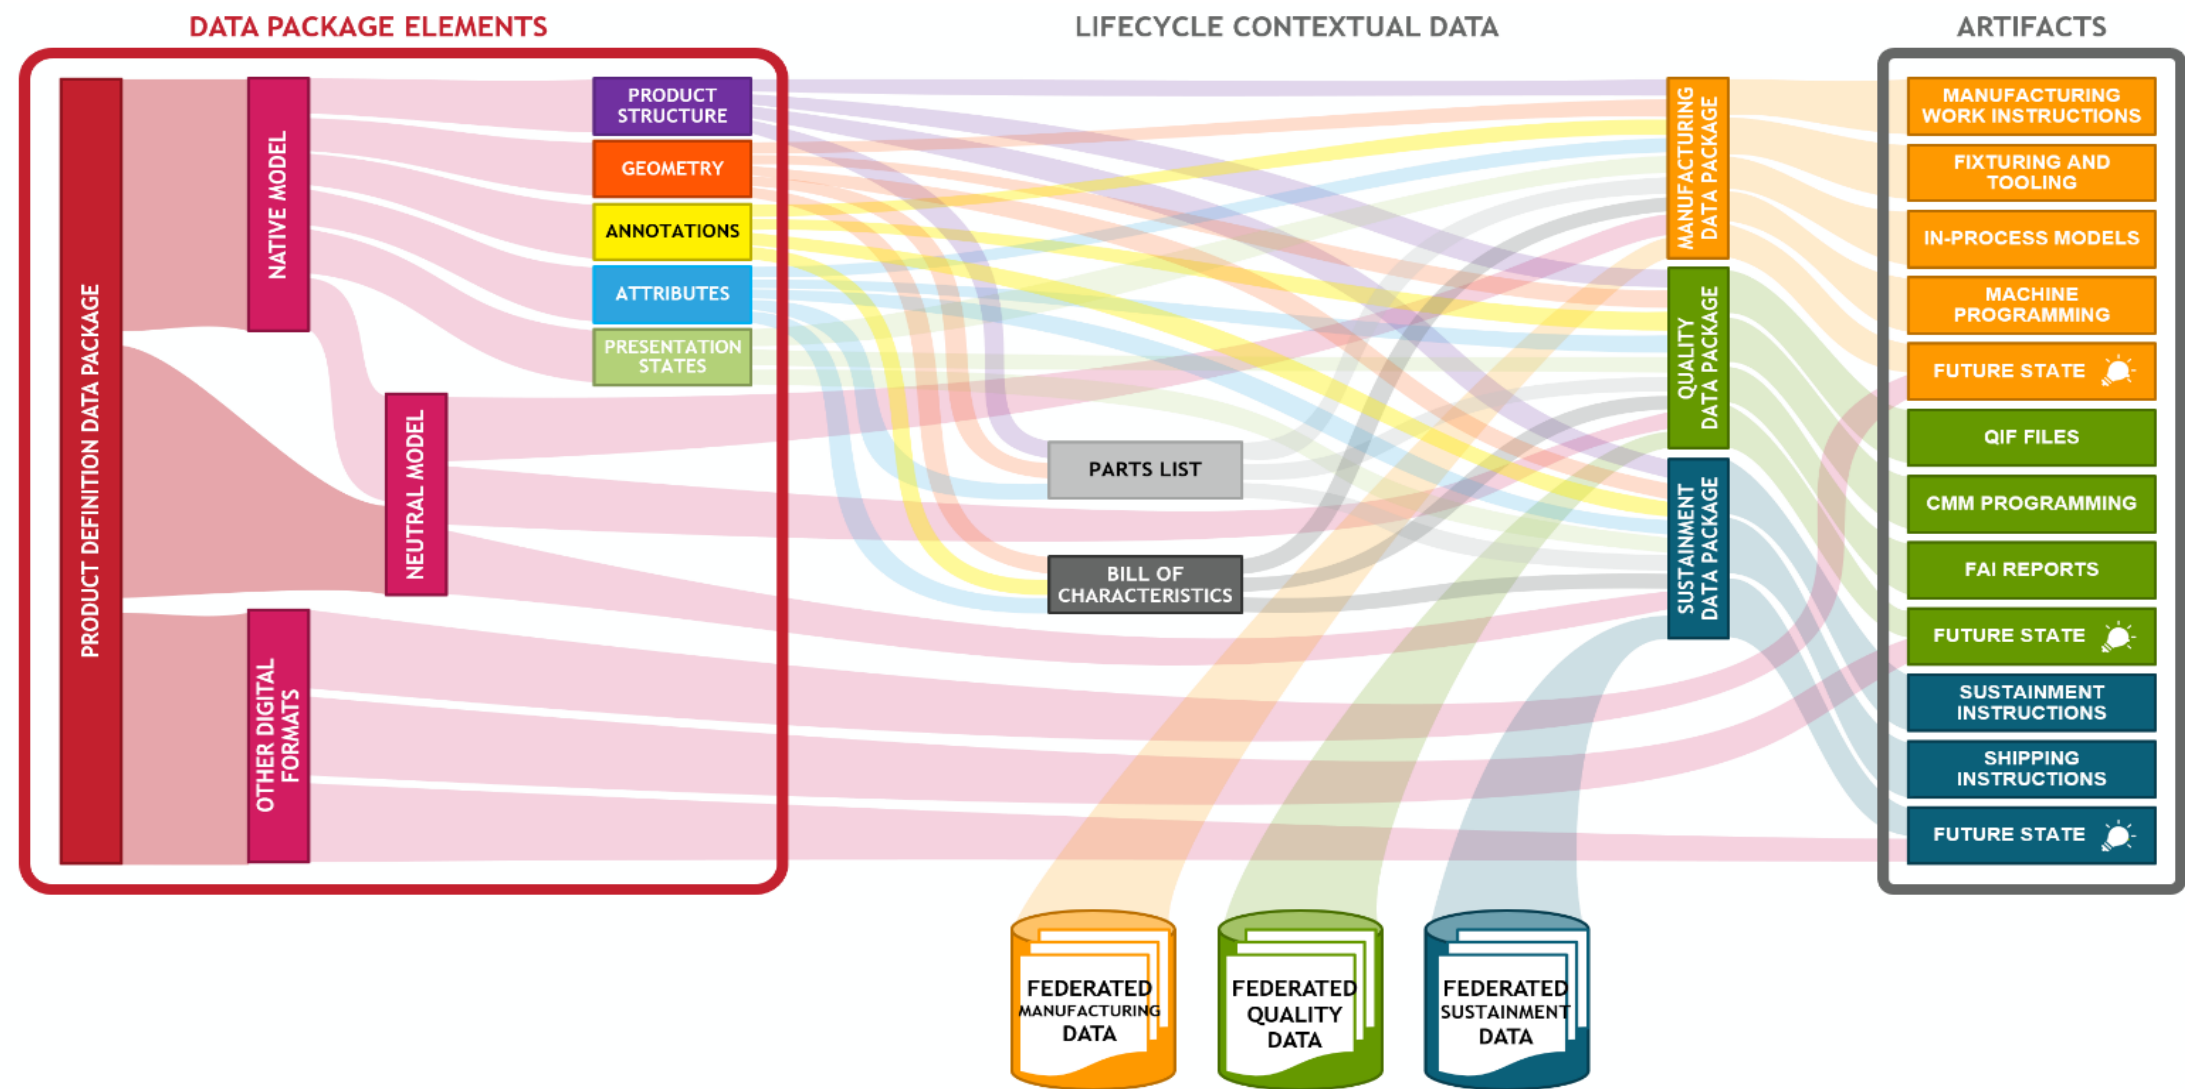 DATA PACKAGE ELEMENTS
LIFECYCLE CONTEXTUAL DATA
ARTIFACTS
PRODUCT DEFINITION DATA PACKAGE
NATIVE MODEL
NEUTRAL MODEL
OTHER DIGITAL
FORMATS
PRODUCT
STRUCTURE
GEOMETRY
ANNOTATIONS
ATTRIBUTES
PRESENTATION
STATES
PARTS LIST
BILL OF
CHARACTERISTICS
MANUFACTURING
DATA PACKAGE
QUALITY
DATA PACKAGE
SUSTAINMENT
DATA PACKAGE
MANUFACTURING
WORK INSTRUCTIONS
FIXTURING AND
TOOLING
IN-PROCESS MODELS
MACHINE
PROGRAMMING
FUTURE STATE
QIF FILES
CMM PROGRAMMING
FAI REPORTS
FUTURE STATE
SUSTAINMENT
INSTRUCTIONS
SHIPPING
INSTRUCTIONS
FUTURE STATE
FEDERATED
MANUFACTURING
DATA
FEDERATED
QUALITY
DATA
FEDERATED
SUSTAINMENT
DATA